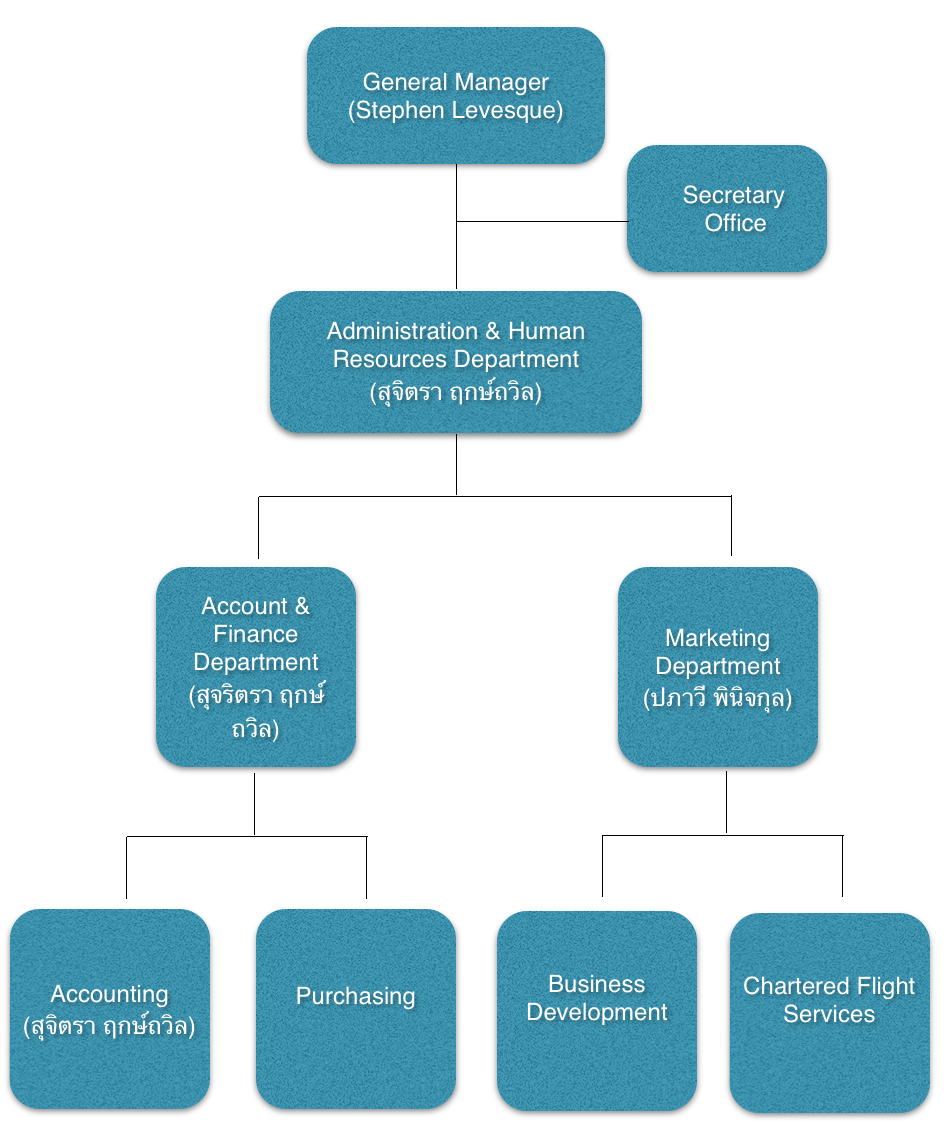 General Manager
(Stephen Levesque)
Secretary
Office
Administration & Human
Resources Department
(สุจิตรา ฤกษ์ถวิล)
Account &
Finance
Department
(สุจริตรา ฤกษ์
ถวิล)
Marketing
Department
(ปภาวี พินิจกุล)
Accounting
(สุจิตรา ฤกษ์ถวิล)
Purchasing
Business
Development
Chartered Flight
Services